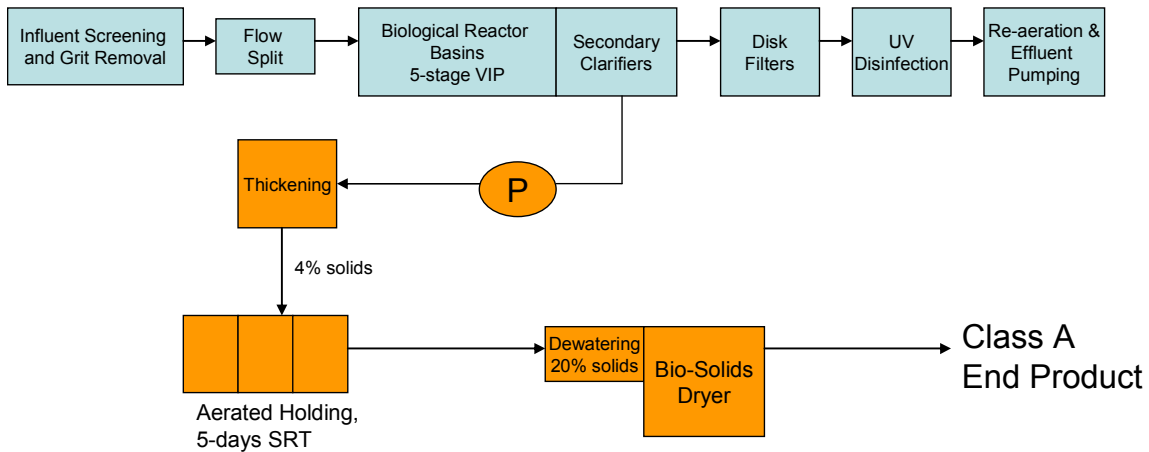 Influent Screening
and Grit Removal
Flow
Split
Biological Reactor
Basins
5-stage VIP
Secondary
Clarifiers
Disk
Filters
UV
Disinfection
Re-aeration &
Effluent
Pumping
Thickening
P
4% solids
Aerated Holding,
5-days SRT
Dewatering
20% solids
Bio-Solids
Dryer
Class A
End Product